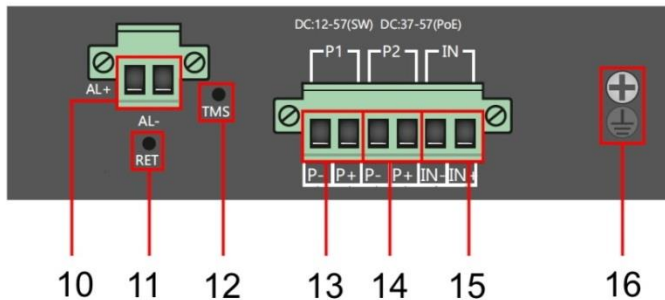 DC:12-57(SW) DC:37-57(PoE)
P1 P2 IN
AL+
AL-
TMS
RET
P- P+ P- P+ IN- IN+
10 11 12 13 14 15 16